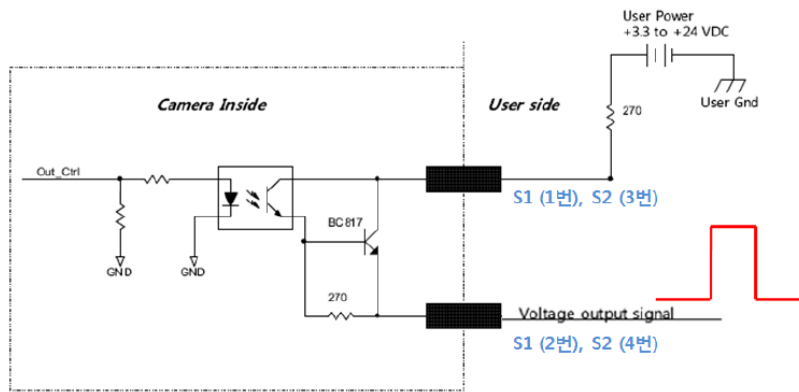 User Power
+3.3 to +24 VDC
Camera Inside
User side
270
User Gnd
Out_Ctrl
S1 (1번), S2 (3번)
BC817
GND
GND
270
Voltage output signal
S1 (2번), S2 (4번)